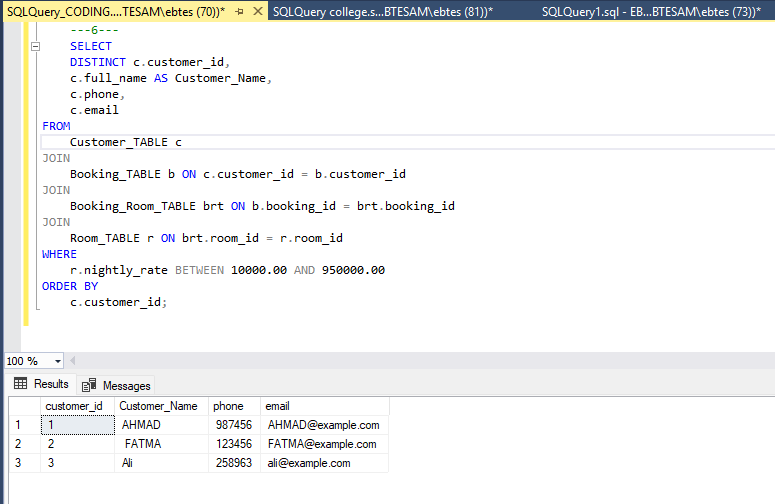 SQLQuery_CODING....TESAM\ebtes (70))* SQLQuery college.s...BTESAM\ebtes (81))* SQLQuery1.sql - EB...BTESAM\ebtes (73))*
---6---
SELECT
DISTINCT c.customer_id,
c.full_name AS Customer_Name,
c.phone,
c.email
FROM
Customer_TABLE c
JOIN
Booking_TABLE b ON c.customer_id = b.customer_id
JOIN
Booking_Room_TABLE brt ON b.booking_id = brt.booking_id
JOIN
Room_TABLE r ON brt.room_id = r.room_id
WHERE
r.nightly_rate BETWEEN 10000.00 AND 950000.00
ORDER BY
c.customer_id;
100 %
Results Messages
customer_id Customer_Name phone email
1 1 AHMAD 987456 AHMAD@example.com
2 2 FATMA 123456 FATMA@example.com
3 3 Ali 258963 ali@example.com